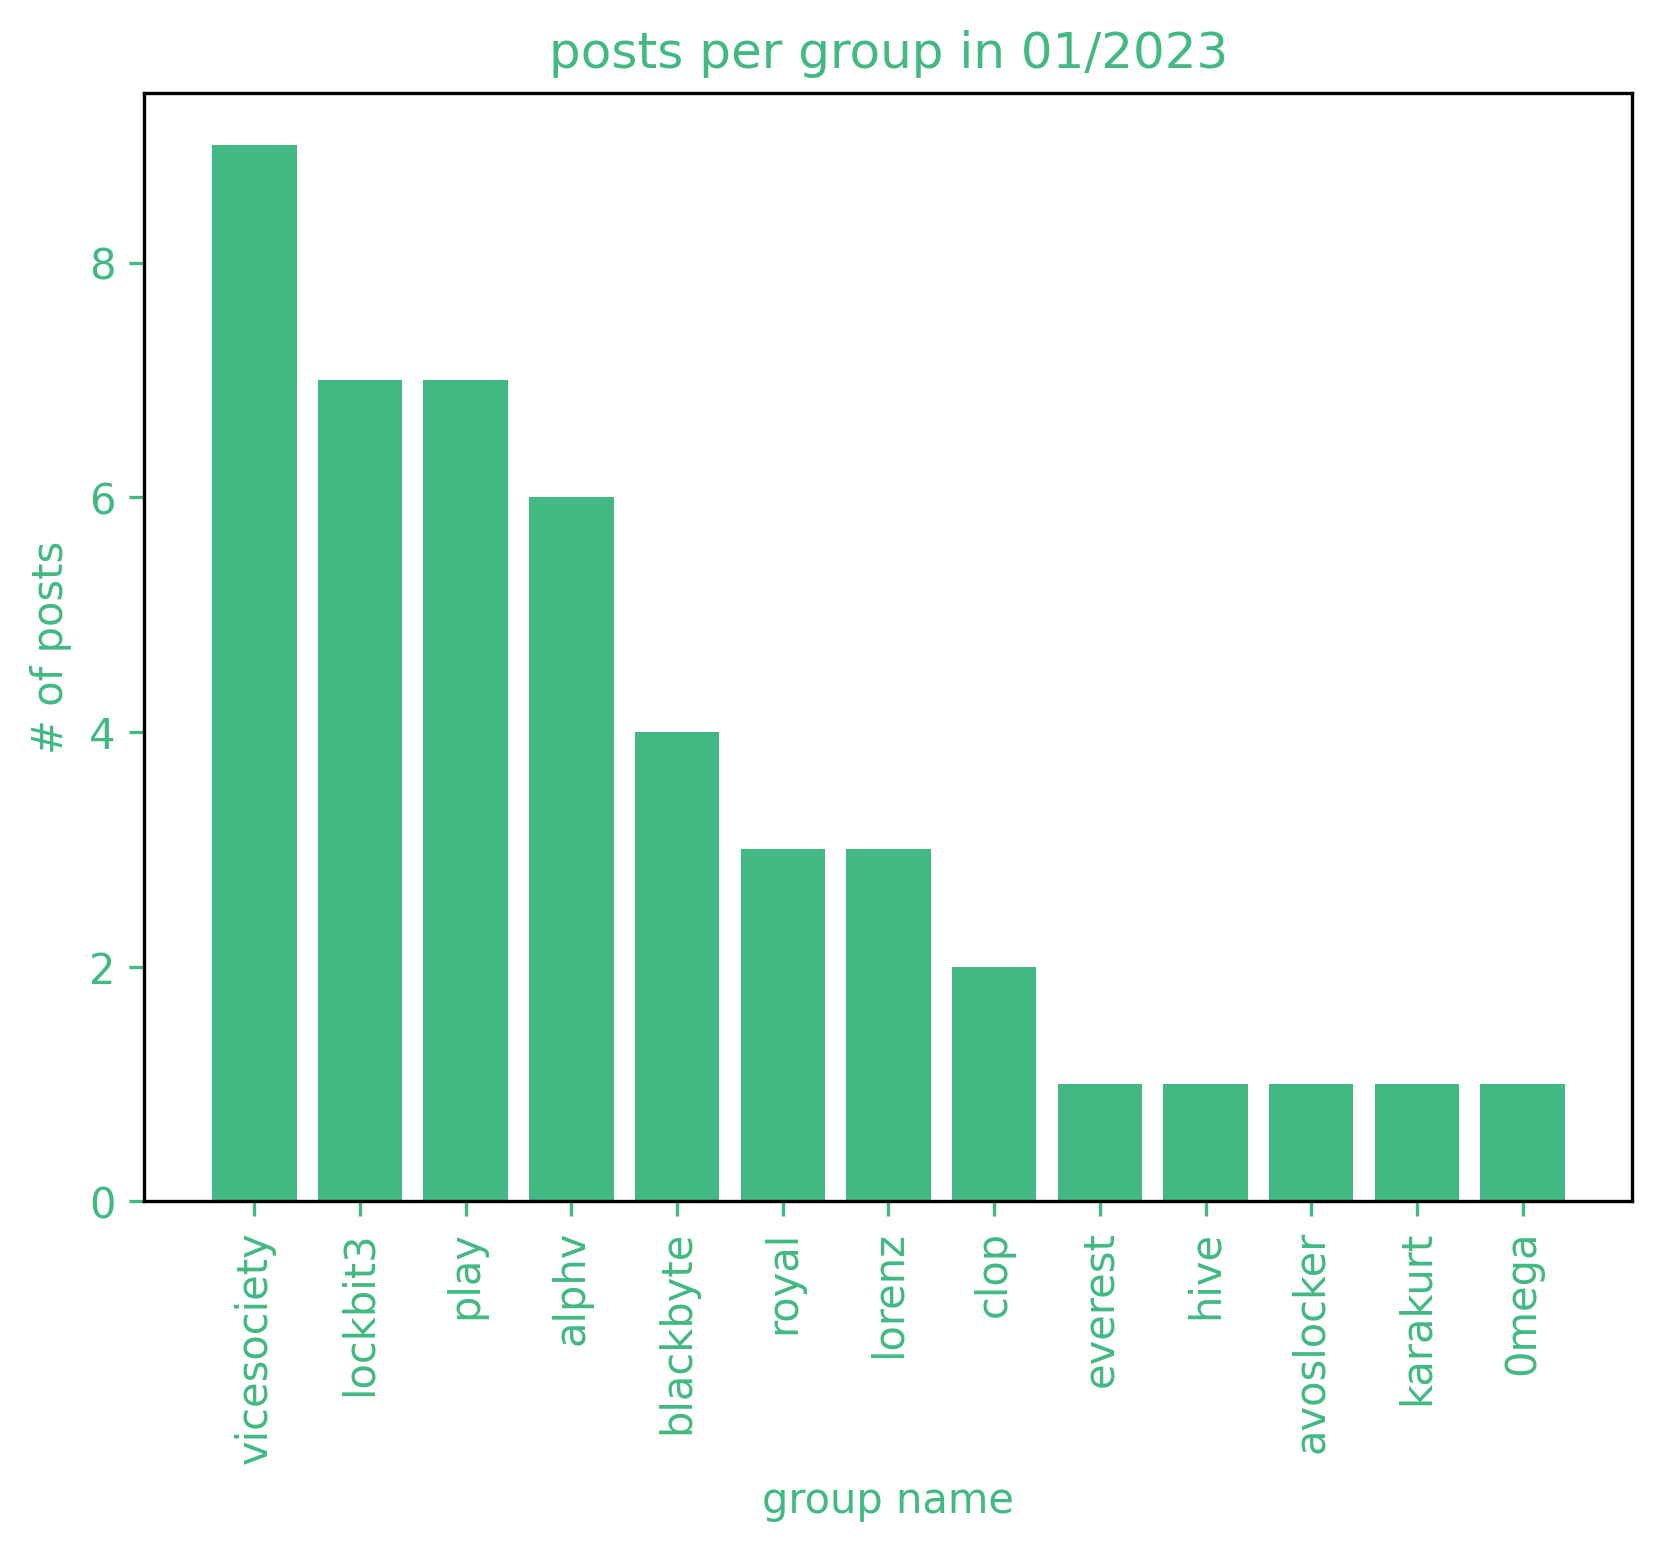 posts per group in 01/2023
# of posts
8
6
4
2
0
vicesociety
lockbit3
play
alphv
blackbyte
royal
lorenz
clop
everest
hive
avoslocker
karakurt
0mega
group name